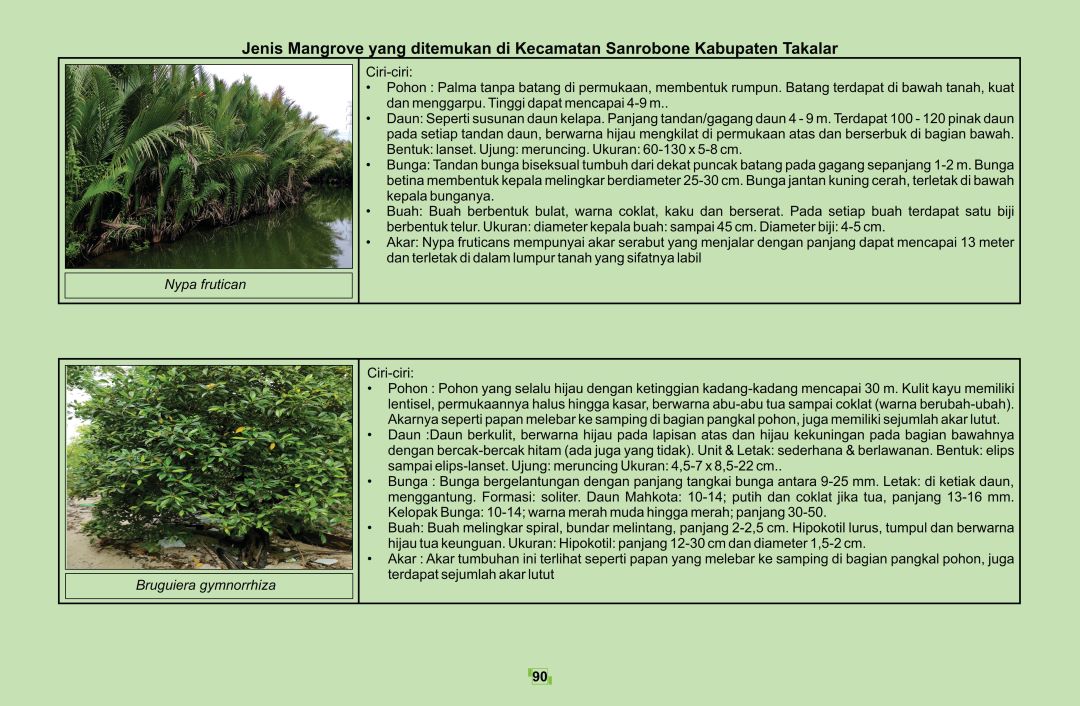 Jenis Mangrove yang ditemukan di Kecamatan Sanrobone Kabupaten Takalar
Ciri-ciri:
• Pohon : Palma tanpa batang di permukaan, membentuk rumpun. Batang terdapat di bawah tanah, kuat
dan menggarpu. Tinggi dapat mencapai 4-9 m..
• Daun: Seperti susunan daun kelapa. Panjang tandan/gagang daun 4 - 9 m. Terdapat 100 - 120 pinak daun
pada setiap tandan daun, berwarna hijau mengkilat di permukaan atas dan berserbuk di bagian bawah.
Bentuk: lanset. Ujung: meruncing. Ukuran: 60-130 x 5-8 cm.
• Bunga: Tandan bunga biseksual tumbuh dari dekat puncak batang pada gagang sepanjang 1-2 m. Bunga
betina membentuk kepala melingkar berdiameter 25-30 cm. Bunga jantan kuning cerah, terletak di bawah
kepala bunganya.
• Buah: Buah berbentuk bulat, warna coklat, kaku dan berserat. Pada setiap buah terdapat satu biji
berbentuk telur. Ukuran: diameter kepala buah: sampai 45 cm. Diameter biji: 4-5 cm.
• Akar: Nypa fruticans mempunyai akar serabut yang menjalar dengan panjang dapat mencapai 13 meter
dan terletak di dalam lumpur tanah yang sifatnya labil
Nypa frutican
Ciri-ciri:
• Pohon : Pohon yang selalu hijau dengan ketinggian kadang-kadang mencapai 30 m. Kulit kayu memiliki
lentisel, permukaannya halus hingga kasar, berwarna abu-abu tua sampai coklat (warna berubah-ubah).
Akarnya seperti papan melebar ke samping di bagian pangkal pohon, juga memiliki sejumlah akar lutut.
• Daun :Daun berkulit, berwarna hijau pada lapisan atas dan hijau kekuningan pada bagian bawahnya
dengan bercak-bercak hitam (ada juga yang tidak). Unit & Letak: sederhana & berlawanan. Bentuk: elips
sampai elips-lanset. Ujung: meruncing Ukuran: 4,5-7 x 8,5-22 cm..
• Bunga : Bunga bergelantungan dengan panjang tangkai bunga antara 9-25 mm. Letak: di ketiak daun,
menggantung. Formasi: soliter. Daun Mahkota: 10-14; putih dan coklat jika tua, panjang 13-16 mm.
Kelopak Bunga: 10-14; warna merah muda hingga merah; panjang 30-50.
• Buah: Buah melingkar spiral, bundar melintang, panjang 2-2,5 cm. Hipokotil lurus, tumpul dan berwarna
hijau tua keunguan. Ukuran: Hipokotil: panjang 12-30 cm dan diameter 1,5-2 cm.
• Akar : Akar tumbuhan ini terlihat seperti papan yang melebar ke samping di bagian pangkal pohon, juga
terdapat sejumlah akar lutut
Bruguiera gymnorrhiza
90